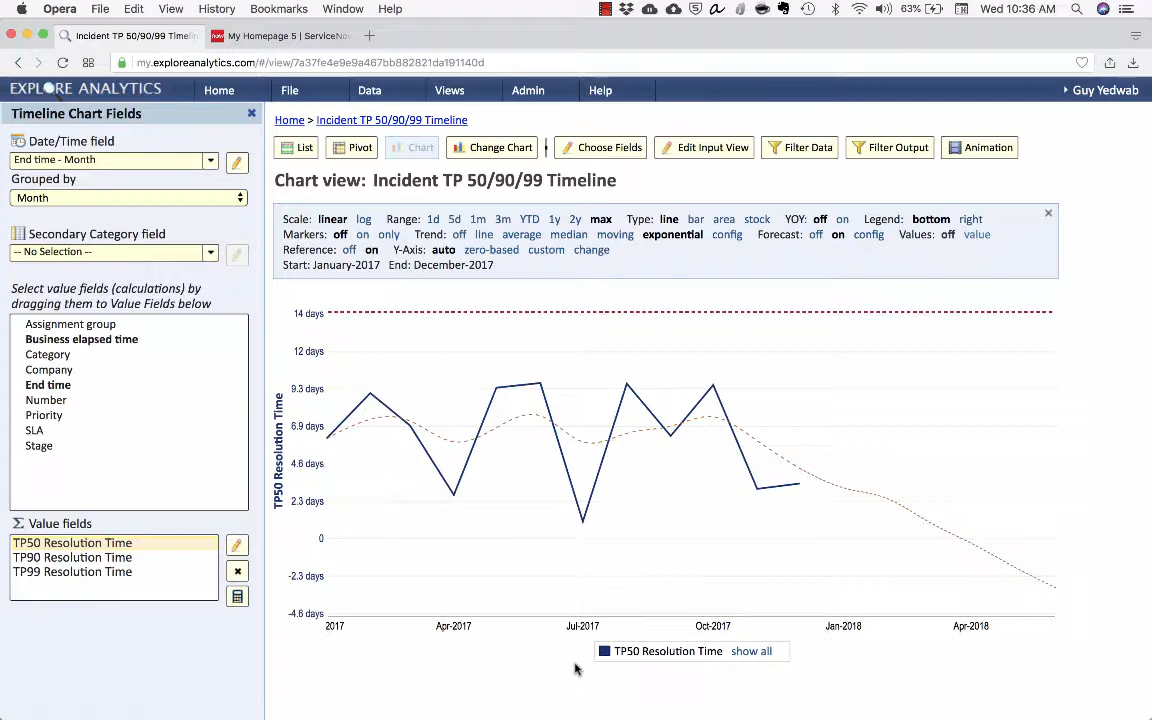 Opera File Edit View History Bookmarks Window Help 63% Wed 10:36 AM
Incident TP 50/90/99 Timelin My Homepage 5 | ServiceNo
my.exploreanalytics.com/#/view/7a37fe4e9e9a467bb882821da191140d
EXPLORE ANALYTICS Home File Data Views Admin Help Guy Yedwab
Timeline Chart Fields
Date/Time field
End time - Month
Grouped by
Month
Secondary Category field
-- No Selection --
Select value fields (calculations) by
dragging them to Value Fields below
Assignment group
Business elapsed time
Category
Company
End time
Number
Priority
SLA
Stage
Value fields
TP50 Resolution Time
TP90 Resolution Time
TP99 Resolution Time
Home > Incident TP 50/90/99 Timeline
List Pivot Chart Change Chart Choose Fields Edit Input View Filter Data Filter Output Animation
Chart view: Incident TP 50/90/99 Timeline
Scale: linear log Range: 1d 5d 1m 3m YTD 1y 2y max Type: line bar area stock YOY: off on Legend: bottom right
Markers: off on only Trend: off line average median moving exponential config Forecast: off on config Values: off value
Reference: off on Y-Axis: auto zero-based custom change
Start: January-2017 End: December-2017
14 days
12 days
9.3 days
6.9 days
4.6 days
2.3 days
0
-2.3 days
-4.6 days
TP50 Resolution Time
2017 Apr-2017 Jul-2017 Oct-2017 Jan-2018 Apr-2018
TP50 Resolution Time show all